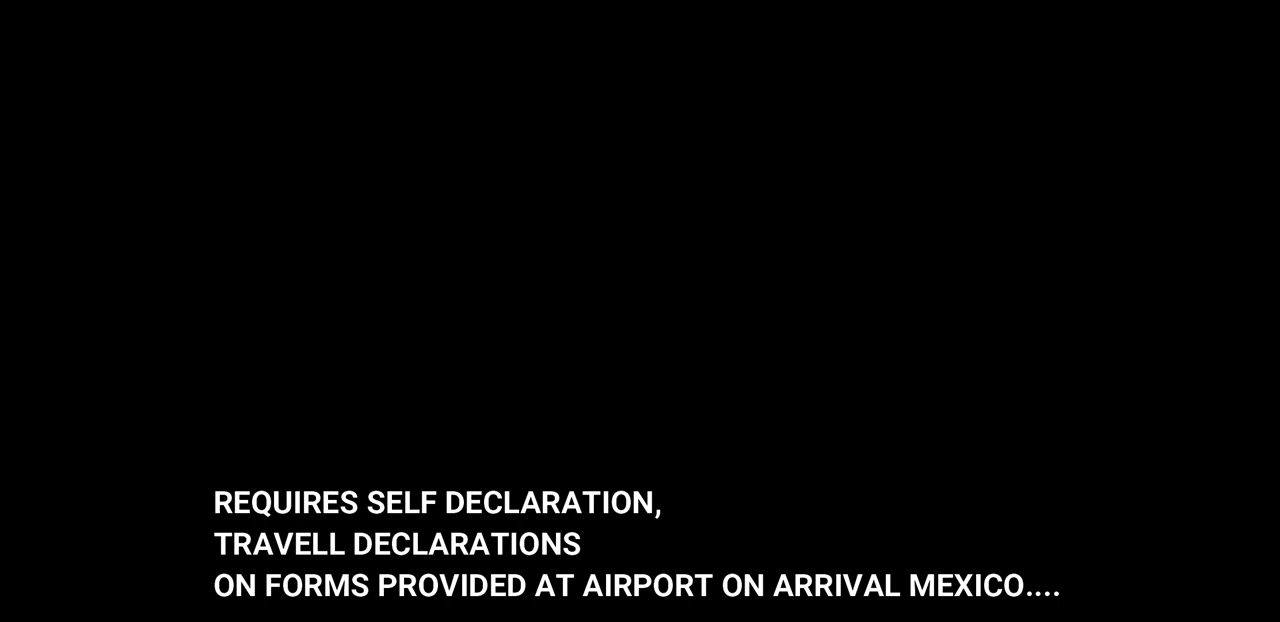 REQUIRES SELF DECLARATION,
TRAVELL DECLARATIONS
ON FORMS PROVIDED AT AIRPORT ON ARRIVAL MEXICO....